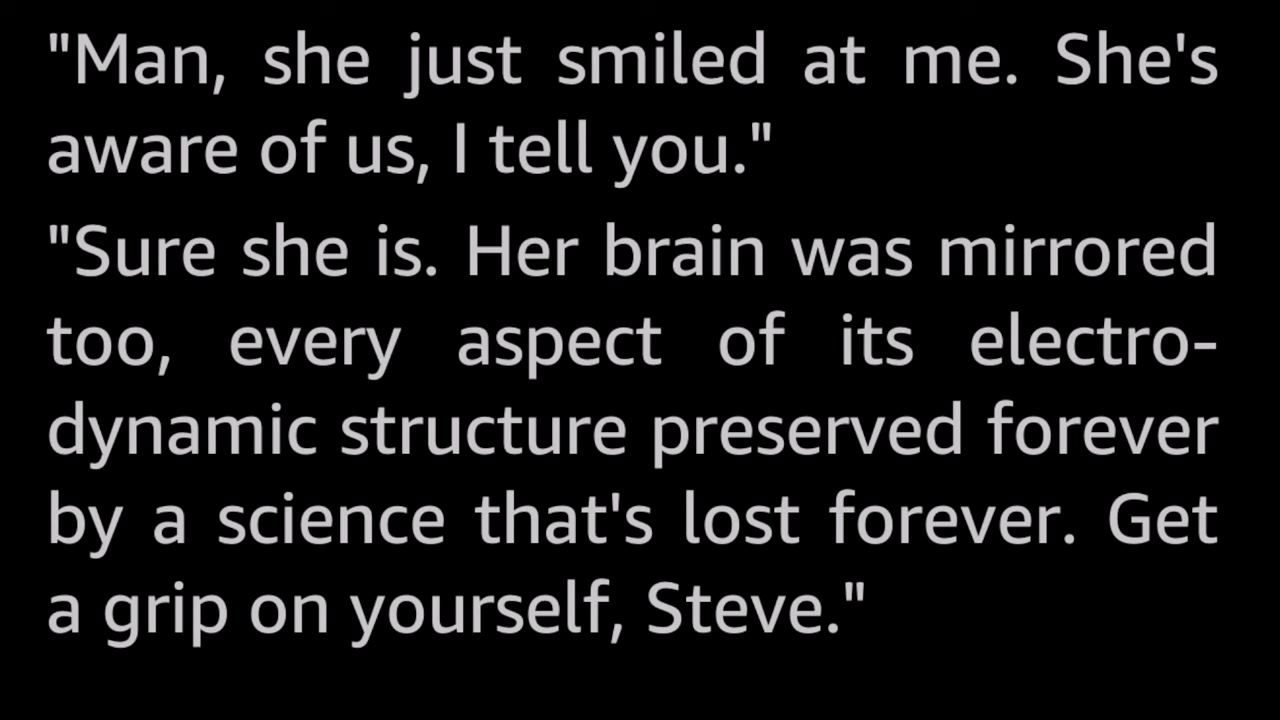 "Man, she just smiled at me. She's
aware of us, I tell you."
"Sure she is. Her brain was mirrored
too, every aspect of its electro-
dynamic structure preserved forever
by a science that's lost forever. Get
a grip on yourself, Steve."